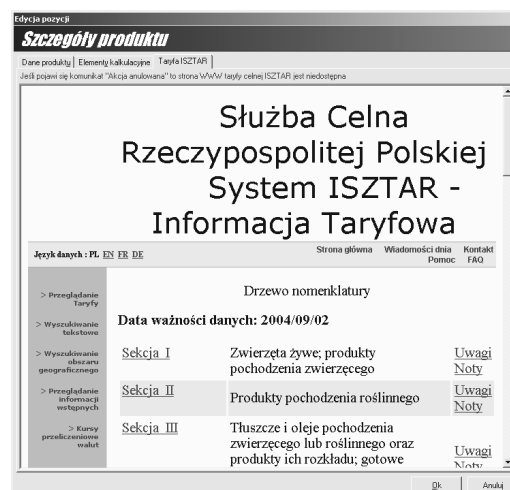 Edycja pozycji
Szczegóły produktu
Dane produktu | Elementy kalkulacyjne | Taryfa ISZTAR
Jeśli pojawi się komunikat "Akcja anulowana" to strona WWW taryfy celnej ISZTAR jest niedostępna
Służba Celna
Rzeczypospolitej Polskiej
System ISZTAR -
Informacja Taryfowa
Język danych : PL EN FR DE
Strona główna Wiadomości dnia Kontakt
Pomoc FAQ
> Przeglądanie
Taryfy
> Wyszukiwanie
tekstowe
> Wyszukiwanie
obszaru
geograficznego
> Przeglądanie
informacji
wstępnych
> Kursy
przeliczeniowe
walut
Drzewo nomenklatury
Data ważności danych: 2004/09/02
Sekcja I Zwierzęta żywe; produkty Uwagi
pochodzenia zwierzęcego Noty
Sekcja II Produkty pochodzenia roślinnego Uwagi
Noty
Sekcja III Tłuszcze i oleje pochodzenia
zwierzęcego lub roślinnego oraz Uwagi
produkty ich rozkładu; gotowe Noty
Ok Anuluj